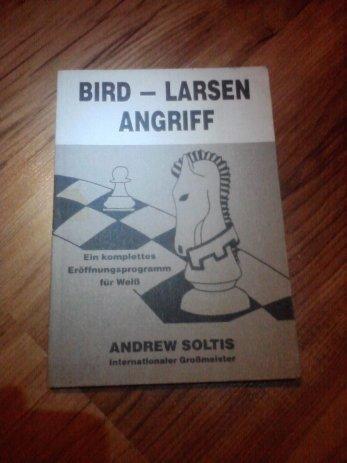 BIRD – LARSEN
ANGRIFF
Ein komplettes
Eröffnungsprogramm
für Weiß
ANDREW SOLTIS
Internationaler Großmeister